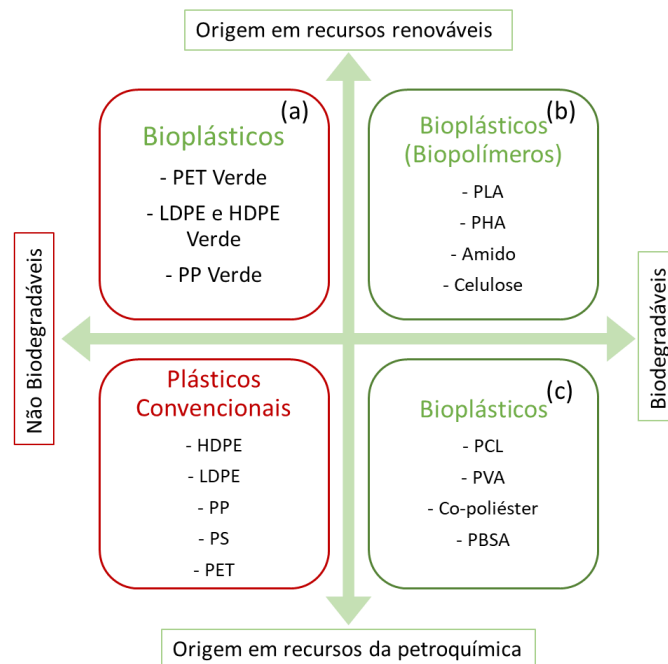 Origem em recursos renováveis
(a)
Bioplásticos
- PET Verde
- LDPE e HDPE
Verde
- PP Verde
(b)
Bioplásticos
(Biopolímeros)
- PLA
- PHA
- Amido
- Celulose
Não Biodegradáveis
Biodegradáveis
Plásticos
Convencionais
- HDPE
- LDPE
- PP
- PS
- PET
(c)
Bioplásticos
- PCL
- PVA
- Co-poliéster
- PBSA
Origem em recursos da petroquímica